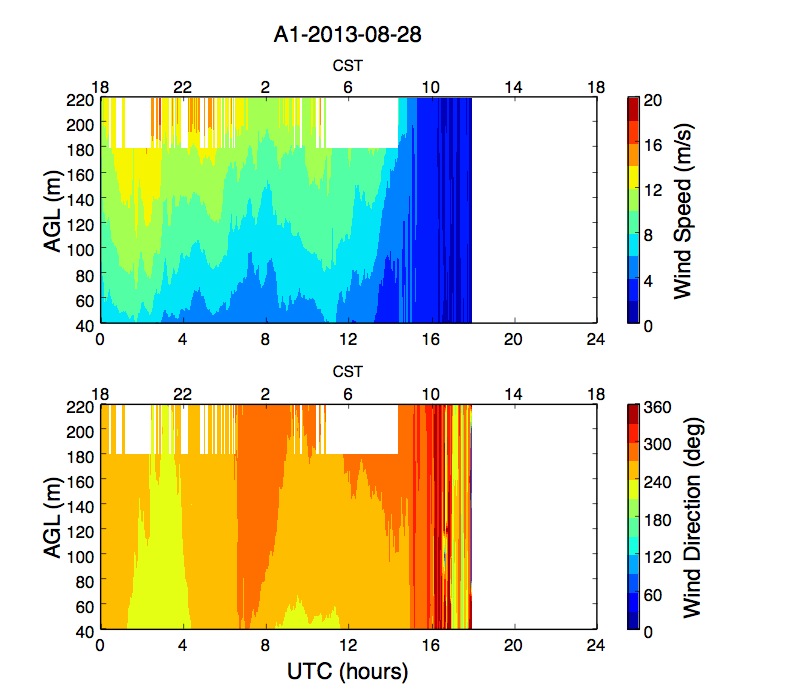 A1-2013-08-28
CST
18 22 2 6 10 14 18
220
200
180
160
140
120
100
80
60
40
AGL (m)
0 4 8 12 16 20 24
20
16
12
8
4
0
Wind Speed (m/s)
CST
18 22 2 6 10 14 18
220
200
180
160
140
120
100
80
60
40
AGL (m)
0 4 8 12 16 20 24
UTC (hours)
360
300
240
180
120
60
0
Wind Direction (deg)